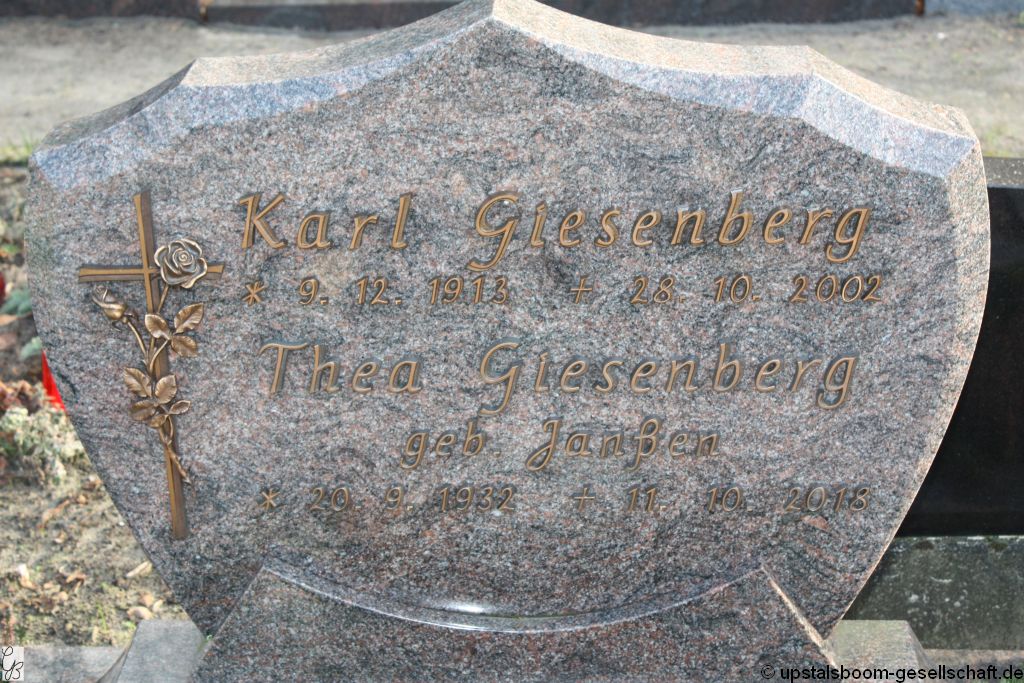 Karl Giesenberg
* 9. 12. 1913 + 28. 10. 2002
Thea Giesenberg
geb. Janßen
* 20. 9. 1932 + 11. 10. 2018
GB
© upstalsboom-gesellschaft.de